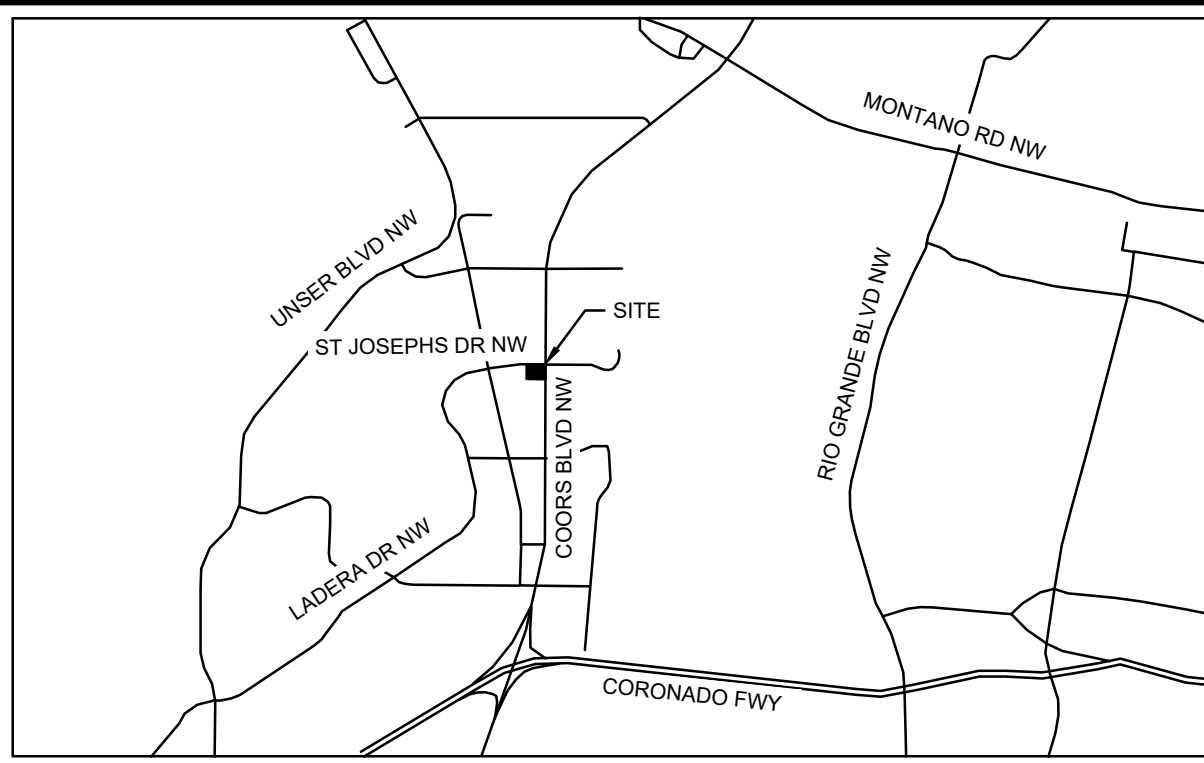 MONTANO RD NW
UNSER BLVD NW
SITE
ST JOSEPHS DR NW
RIO GRANDE BLVD NW
COORS BLVD NW
LADERA DR NW
CORONADO FWY